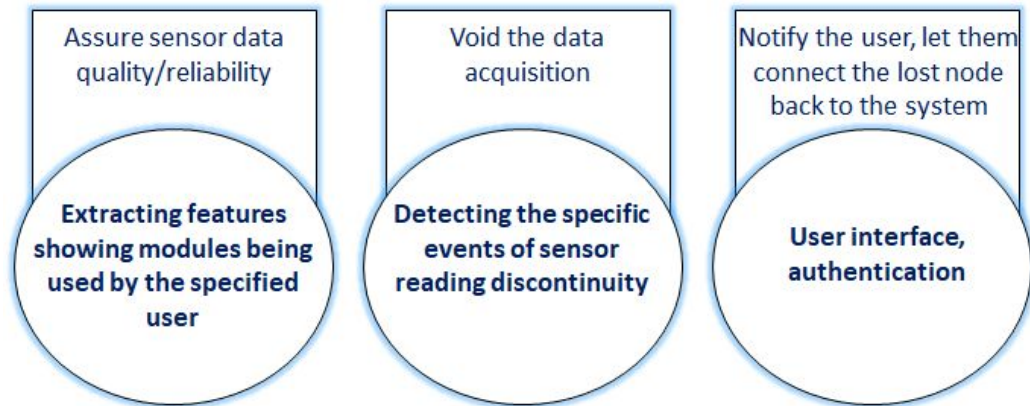 Assure sensor data
quality/reliability
Extracting features
showing modules being
used by the specified
user
Void the data
acquisition
Detecting the specific
events of sensor
reading discontinuity
Notify the user, let them
connect the lost node
back to the system
User interface,
authentication